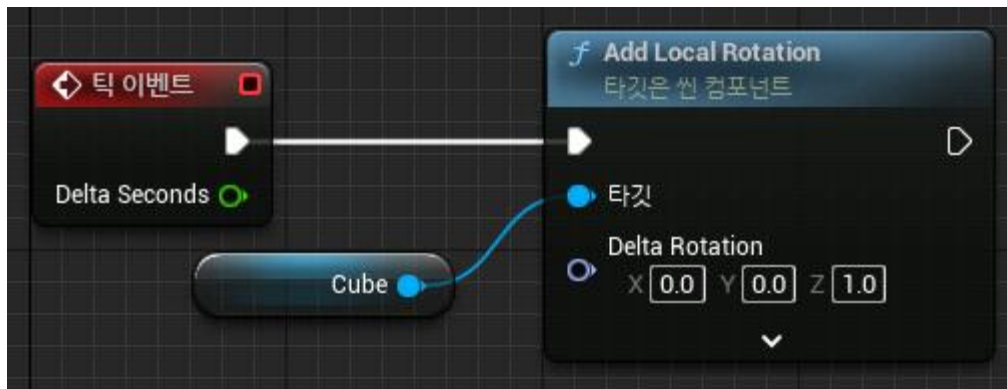 틱 이벤트
Delta Seconds
Cube
f Add Local Rotation
타깃은 씬 컴포넌트
타깃
Delta Rotation
X 0.0 Y 0.0 Z 1.0